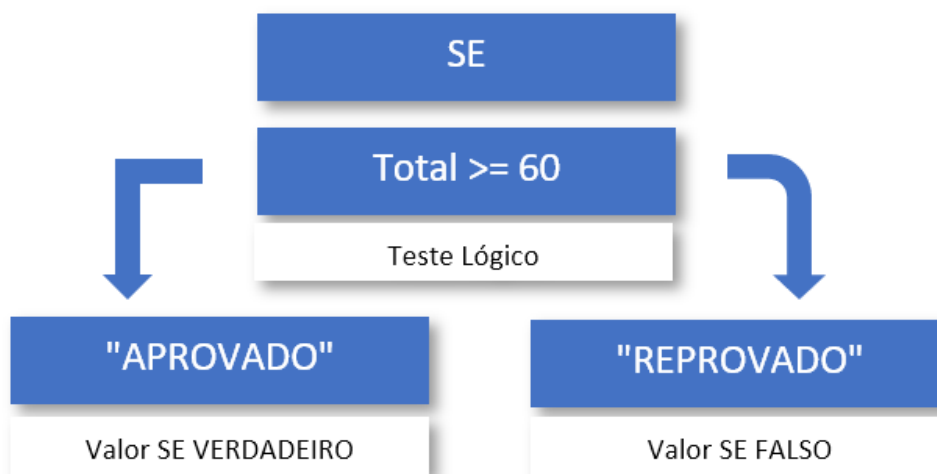 SE
Total >= 60
Teste Lógico
"APROVADO"
Valor SE VERDADEIRO
"REPROVADO"
Valor SE FALSO